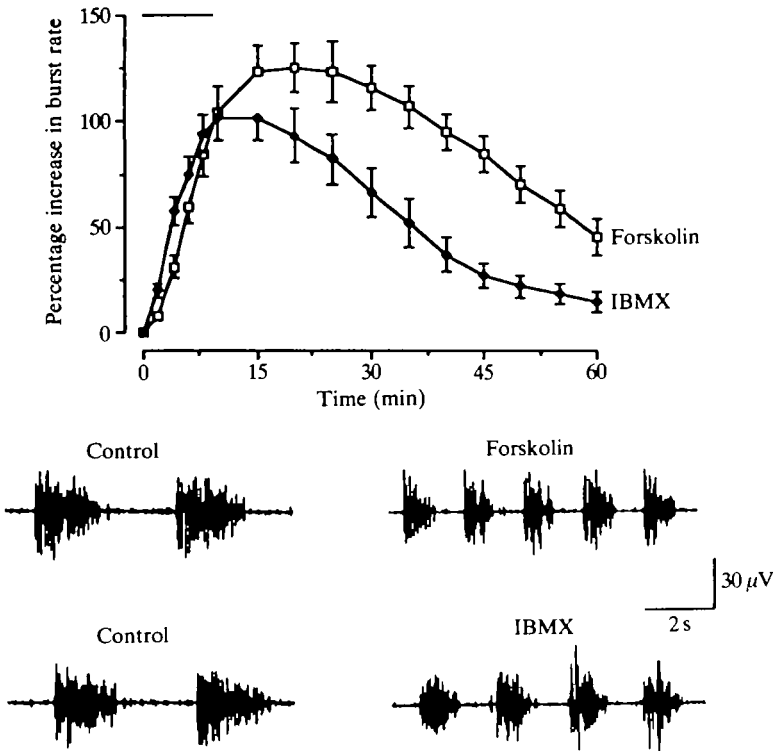 150
100
50
0
Percentage increase in burst rate
Forskolin
IBMX
0 15 30 45 60
Time (min)
Control Forskolin
30 μV
2 s
Control IBMX